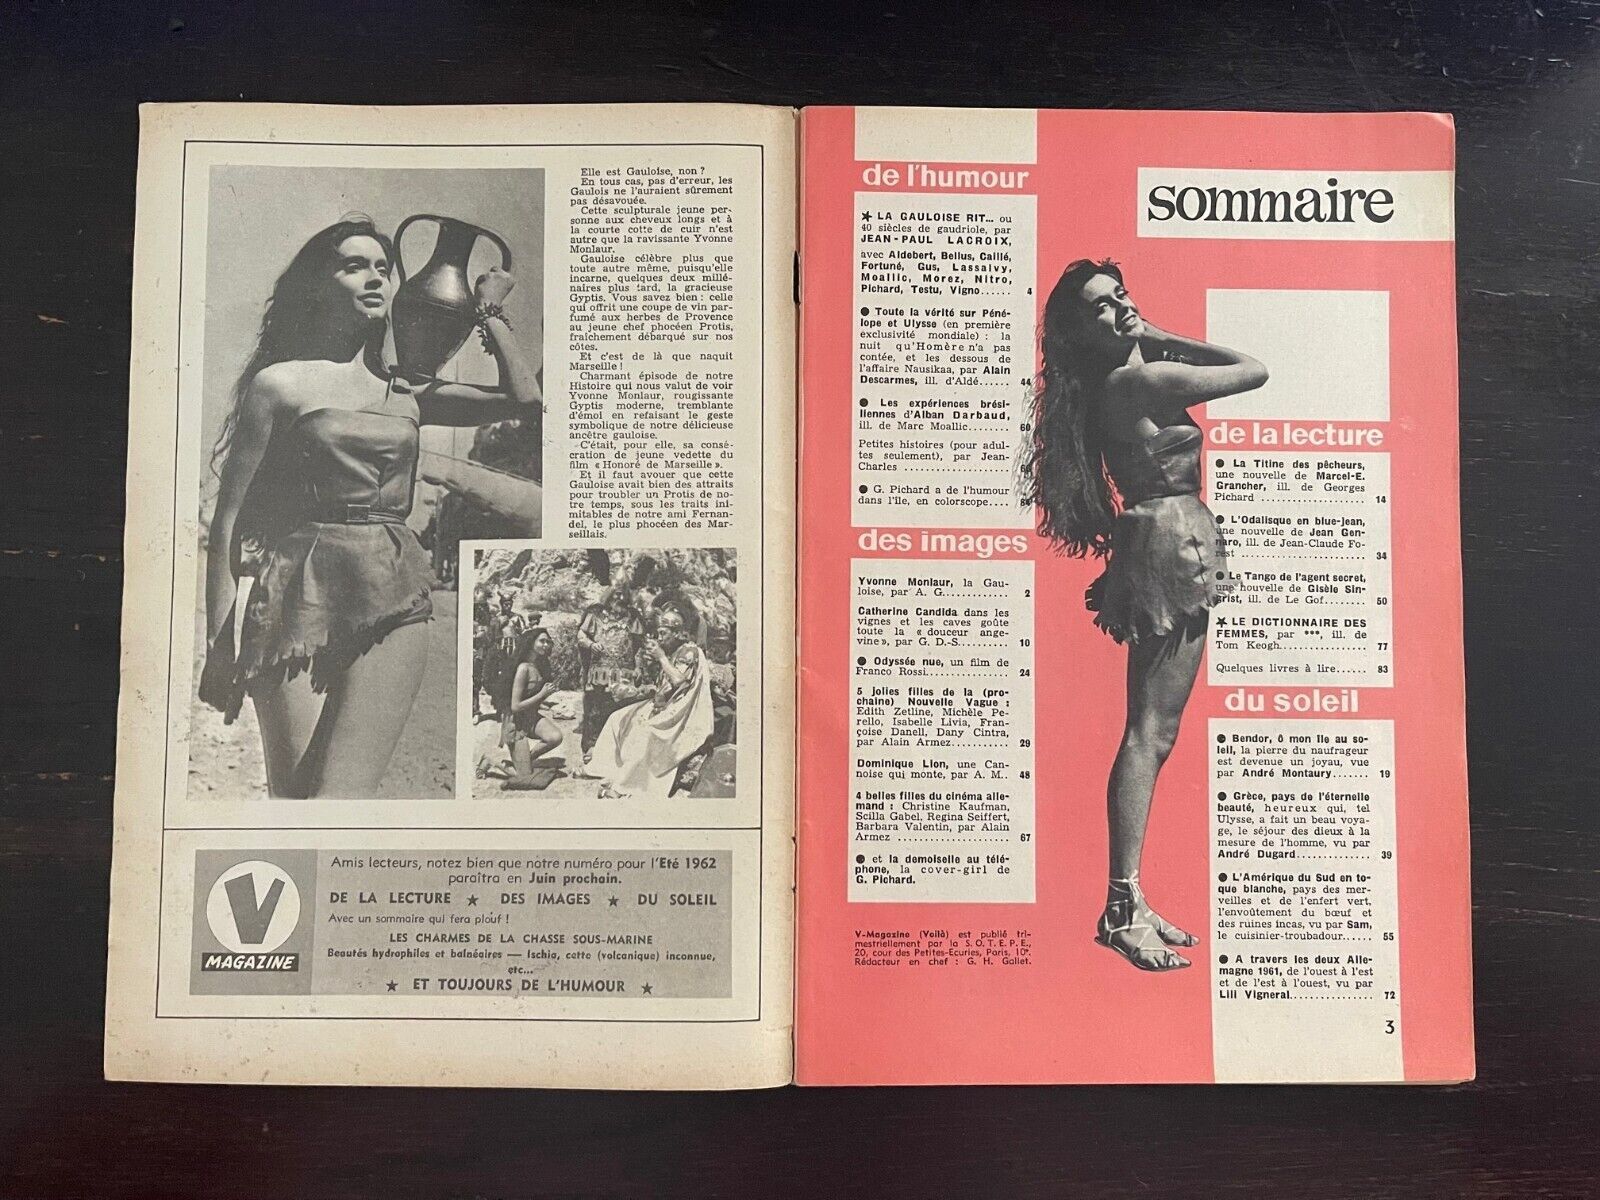 Elle est Gauloise, non ?
En tous cas, pas d'erreur, les
Gaulois ne l'auraient sûrement
pas désavouée.
Cette sculpturale jeune per-
sonne aux cheveux longs et à
la courte cotte de cuir n'est
autre que la ravissante Yvonne
Monlaur.
Gauloise célèbre plus que
toute autre même, puisqu'elle
incarne, quelques deux millé-
naires plus tard, la gracieuse
Gyptis. Vous savez bien : celle
qui offrit une coupe de vin par-
fumé aux herbes de Provence
au jeune chef phocéen Protis,
fraîchement débarqué sur nos
côtes.
Et c'est de là que naquit
Marseille !
Charmant épisode de notre
Histoire qui nous valut de voir
Yvonne Monlaur, rougissante
Gyptis moderne, tremblante
d'émoi en refaisant le geste
symbolique de notre délicieuse
ancêtre gauloise.
C'était, pour elle, sa consé-
cration de jeune vedette du
film « Honoré de Marseille ».
Et il faut avouer que cette
Gauloise avait bien des attraits
pour troubler un Protis de no-
tre temps, sous les traits ini-
mitables de notre ami Fernan-
del, le plus phocéen des Mar-
seillais.
V
MAGAZINE
Amis lecteurs, notez bien que notre numéro pour l'Eté 1962
paraîtra en Juin prochain.
DE LA LECTURE ★ DES IMAGES ★ DU SOLEIL
Avec un sommaire qui fera plouf !
LES CHARMES DE LA CHASSE SOUS-MARINE
Beautés hydrophiles et balnéaires — Ischia, cette (volcanique) inconnue,
etc...
★ ET TOUJOURS DE L'HUMOUR ★
sommaire
de l'humour
★ LA GAULOISE RIT... ou
40 siècles de gaudriole, par
JEAN-PAUL LACROIX,
avec Aldebert, Bellus, Caillé,
Fortuné, Gus, Lassalvy,
Moallic, Morez, Nitro,
Pichard, Testu, Vigno...... 4
● Toute la vérité sur Péné-
lope et Ulysse (en première
exclusivité mondiale) : la
nuit qu'Homère n'a pas
contée, et les dessous de
l'affaire Nausikaa, par Alain
Descarmes, ill. d'Aldé...... 44
● Les expériences brési-
liennes d'Alban Darbaud,
ill. de Marc Moallic........ 60
Petites histoires (pour adul-
tes seulement), par Jean-
Charles ..................
● G. Pichard a de l'humour
dans l'île, en colorscope....
des images
Yvonne Monlaur, la Gau-
loise, par A. G............. 2
Catherine Candida dans les
vignes et les caves goûte
toute la « douceur ange-
vine », par G. D.-S......... 10
● Odyssée nue, un film de
Franco Rossi.............. 24
5 jolies filles de la (pro-
chaine) Nouvelle Vague :
Edith Zetline, Michèle Pe-
rello, Isabelle Livia, Fran-
çoise Danell, Dany Cintra,
par Alain Armez........... 29
Dominique Lion, une Can-
noise qui monte, par A. M.. 48
4 belles filles du cinéma alle-
mand : Christine Kaufman,
Scilla Gabel, Regina Seiffert,
Barbara Valentin, par Alain
Armez .................. 67
● et la demoiselle au télé-
phone, la cover-girl de
G. Pichard.
V-Magazine (Voilà) est publié tri-
mestriellement par la S.O.T.E.P.E.,
20, cour des Petites-Ecuries, Paris, 10e.
Rédacteur en chef : G. H. Gallet.
de la lecture
● La Titine des pêcheurs,
une nouvelle de Marcel-E.
Grancher, ill. de Georges
Pichard .................. 14
● L'Odalisque en blue-jean,
une nouvelle de Jean Gen-
naro, ill. de Jean-Claude Fo-
rest .................. 34
● Le Tango de l'agent secret,
une nouvelle de Gisèle Sin-
grist, ill. de Le Gof........ 50
★ LE DICTIONNAIRE DES
FEMMES, par ***, ill. de
Tom Keogh................ 77
Quelques livres à lire...... 83
du soleil
● Bendor, ô mon île au so-
leil, la pierre du naufrageur
est devenue un joyau, vue
par André Montaury....... 19
● Grèce, pays de l'éternelle
beauté, heureux qui, tel
Ulysse, a fait un beau voya-
ge, le séjour des dieux à la
mesure de l'homme, vu par
André Dugard............. 39
● L'Amérique du Sud en to-
que blanche, pays des mer-
veilles et de l'enfert vert,
l'envoûtement du bœuf et
des ruines incas, vu par Sam,
le cuisinier-troubadour...... 55
● A travers les deux Alle-
magne 1961, de l'ouest à l'est
et de l'est à l'ouest, vu par
Lili Vigneral............... 72
3